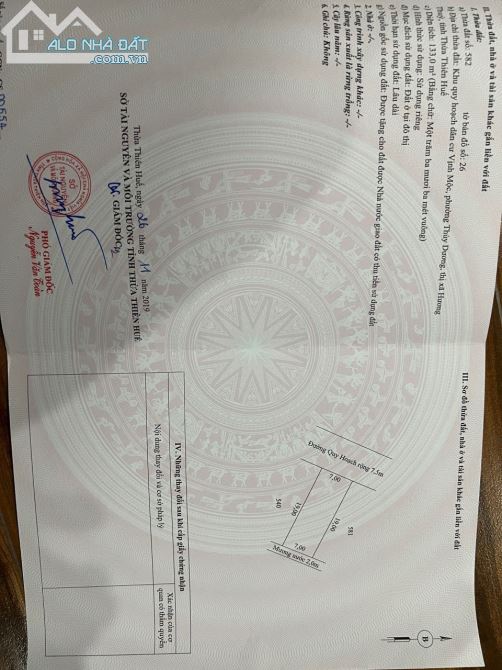 ALO NHÀ ĐẤT
.com.vn
II. Thửa đất, nhà ở và tài sản khác gắn liền với đất
1. Thửa đất:
a) Thửa đất số: 582 tờ bản đồ số: 26
b) Địa chỉ thửa đất: Khu quy hoạch dân cư Vịnh Mộc, phường Thủy Dương, thị xã Hương
Thủy, tỉnh Thừa Thiên Huế
c) Diện tích: 133,0 m² (Bằng chữ: Một trăm ba mươi ba mét vuông)
d) Hình thức sử dụng: Sử dụng riêng
đ) Mục đích sử dụng đất: Đất ở tại đô thị
e) Thời hạn sử dụng đất: Lâu dài
g) Nguồn gốc sử dụng đất: Được tặng cho đất được Nhà nước giao đất có thu tiền sử dụng đất
2. Nhà ở: -/-
3. Công trình xây dựng khác: -/-
4. Rừng sản xuất là rừng trồng: -/-
5. Cây lâu năm: -/-
6. Ghi chú: Không
Thừa Thiên Huế, ngày 26 tháng 11 năm 2019
SỞ TÀI NGUYÊN VÀ MÔI TRƯỜNG TỈNH THỪA THIÊN HUẾ
GIÁM ĐỐC
SỞ
TÀI NGUYÊN
PHÓ GIÁM ĐỐC
Nguyễn Văn Toàn
III. Sơ đồ thửa đất, nhà ở và tài sản khác gắn liền với đất
B
Đường Quy Hoạch rộng 7.5m
7,00
581
19,00
19,00
540
7,00
Mương nước 2,0m
IV. Những thay đổi sau khi cấp giấy chứng nhận
Nội dung thay đổi và cơ sở pháp lý
Xác nhận của cơ
quan có thẩm quyền